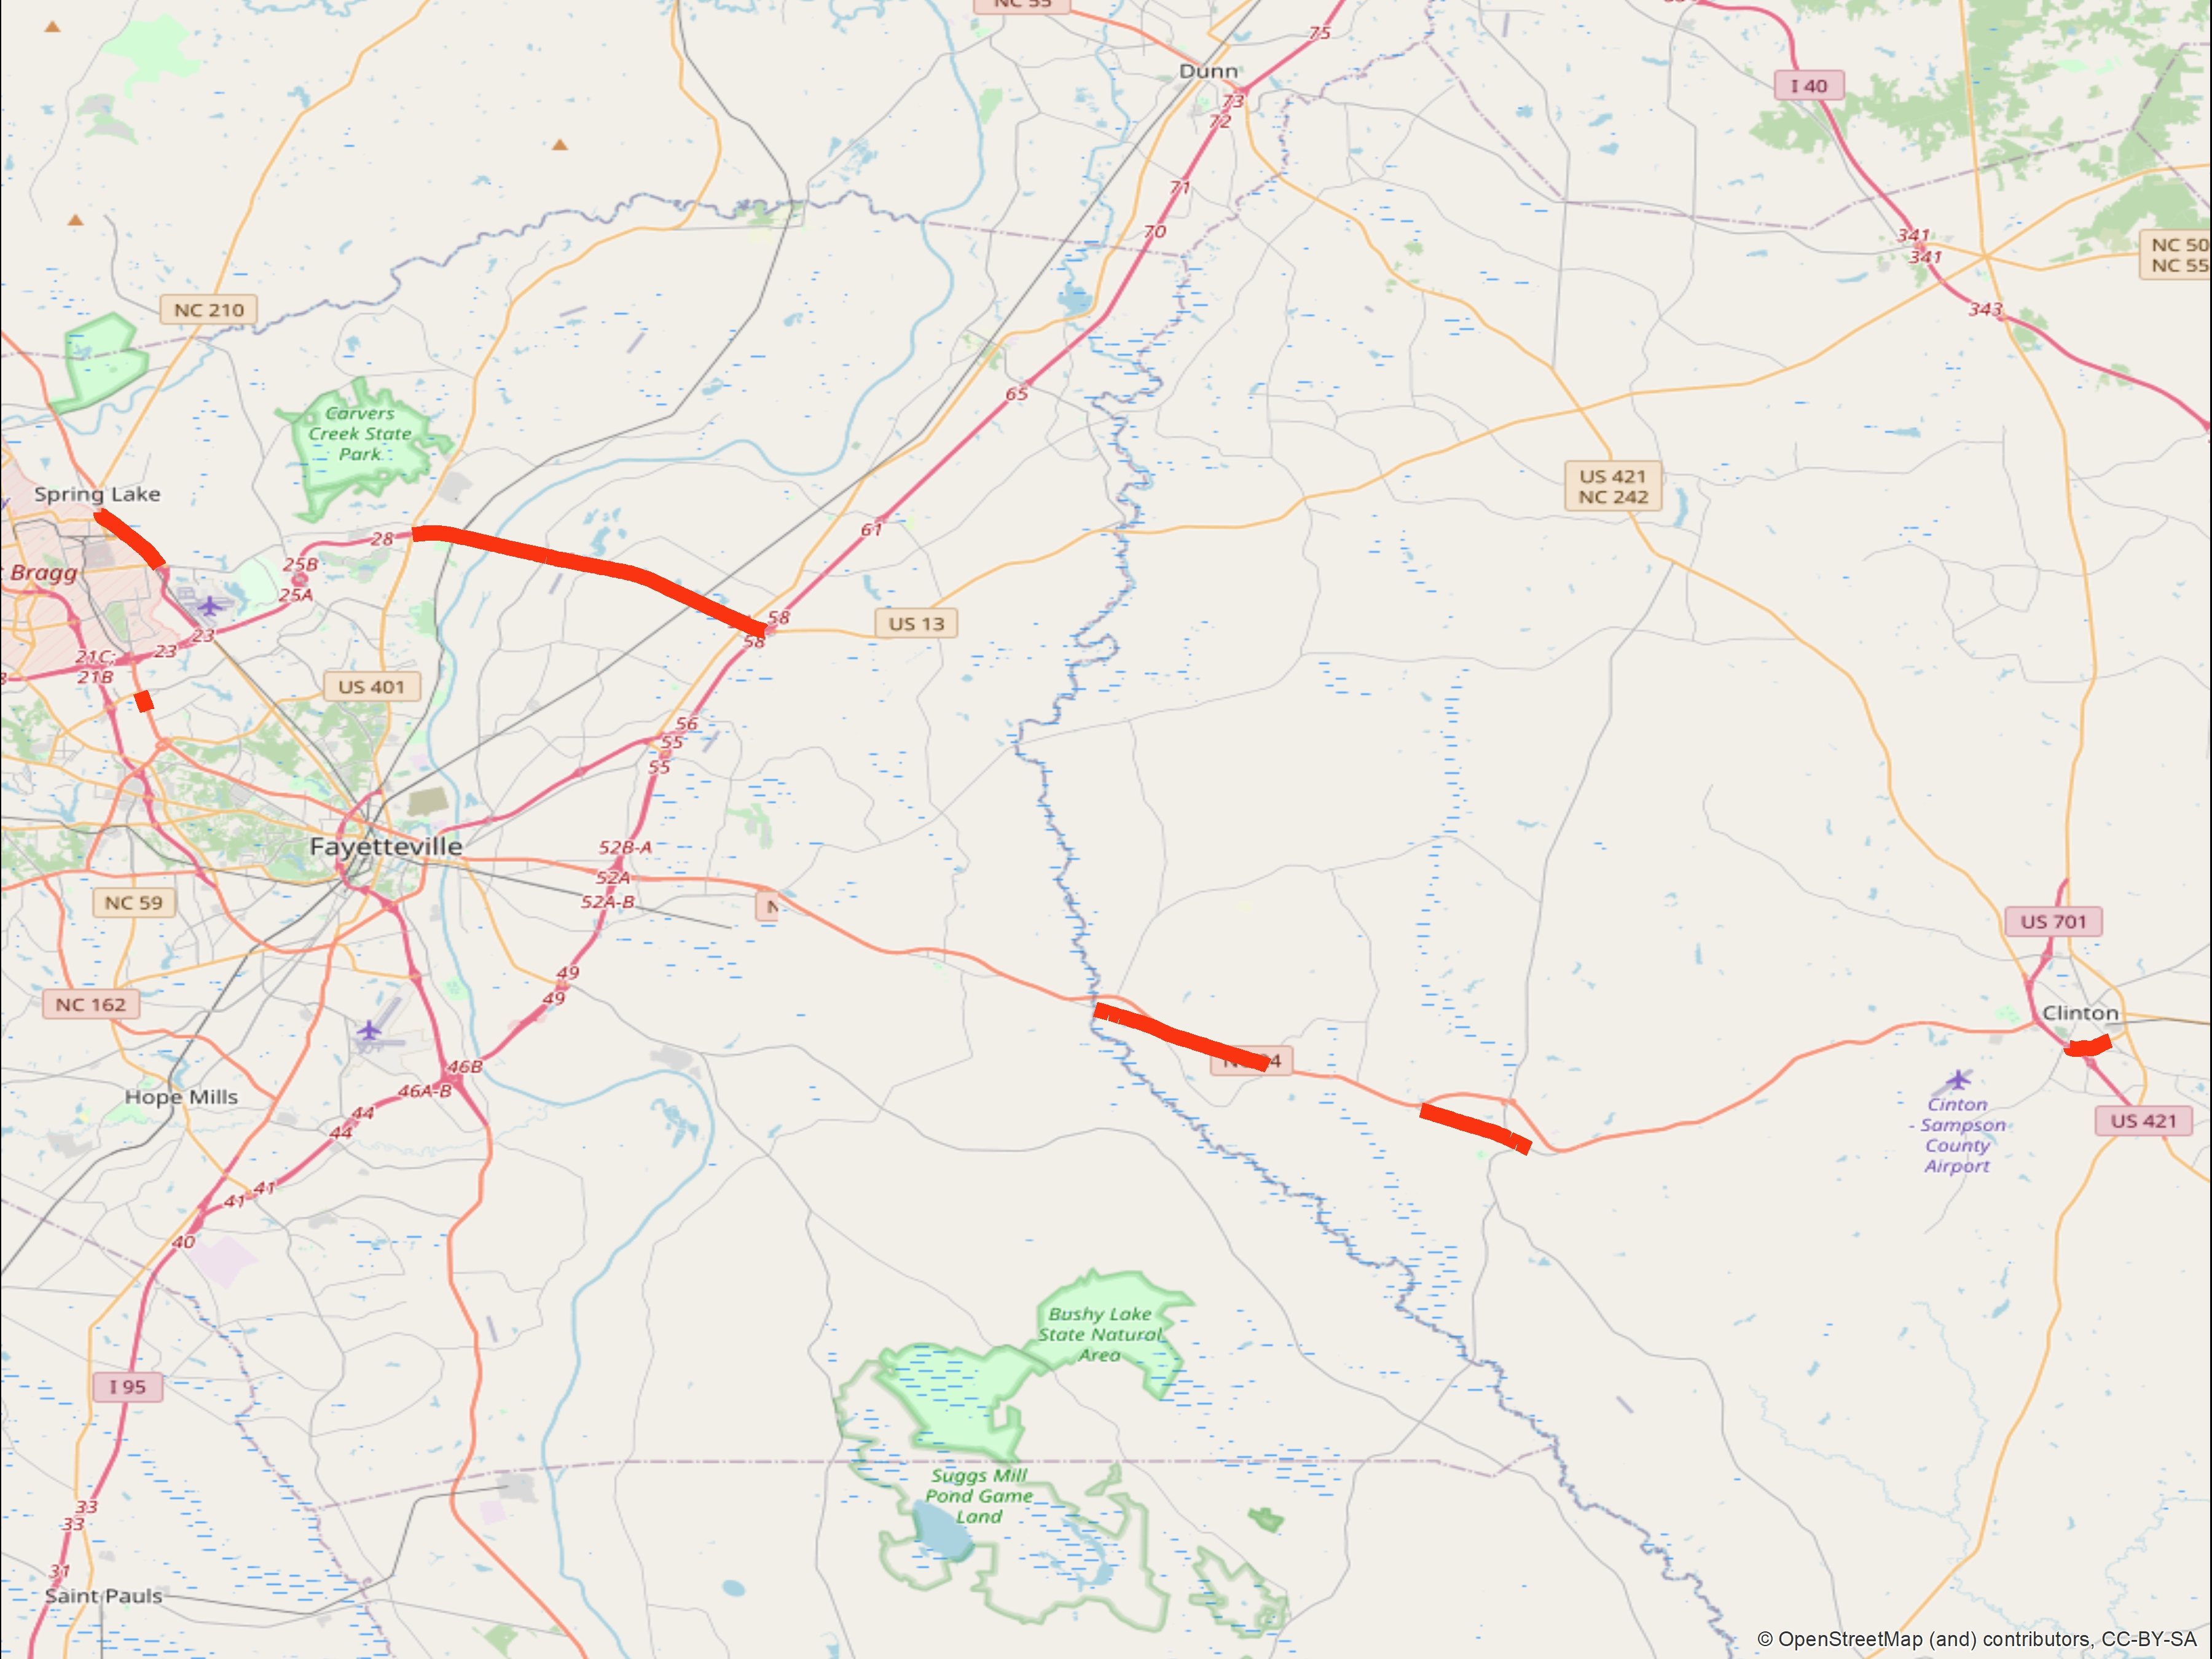 NC 55
75
Dunn
I 40
73
72
71
341
341
NC 50
NC 55
70
NC 210
343
65
Carvers
Creek State
Park
US 421
NC 242
Spring Lake
61
28
25B
25A
Bragg
58
58
US 13
23
23
21C;
21B
US 401
56
55
55
Fayetteville
52B-A
52A
52A-B
NC 59
N
US 701
49
49
NC 162
Clinton
46B
46A-B
Hope Mills
44
44
Cinton
- Sampson
County
Airport
US 421
41
41
40
Bushy Lake
State Natural
Area
I 95
Suggs Mill
Pond Game
Land
33
33
31
Saint Pauls
© OpenStreetMap (and) contributors, CC-BY-SA